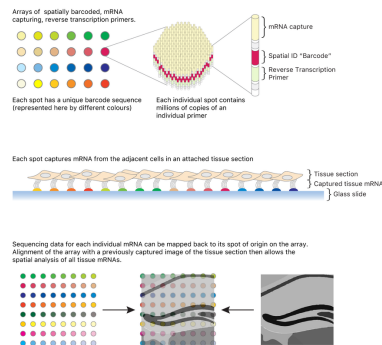 Arrays of spatially barcoded, mRNA
capturing, reverse transcription primers.
mRNA capture
Spatial ID "Barcode"
Reverse Transcription
Primer
Each spot has a unique barcode sequence
(represented here by different colours)
Each individual spot contains
millions of copies of an
individual primer
Each spot captures mRNA from the adjacent cells in an attached tissue section
Tissue section
Captured tissue mRNA
Glass slide
Sequencing data for each individual mRNA can be mapped back to its spot of origin on the array.
Alignment of the array with a previously captured image of the tissue section then allows the
spatial analysis of all tissue mRNAs.